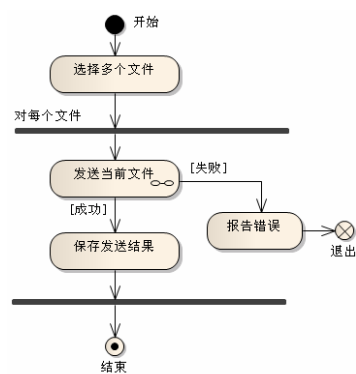 开始
选择多个文件
对每个文件
发送当前文件
[失败]
[成功]
报告错误
退出
保存发送结果
结束